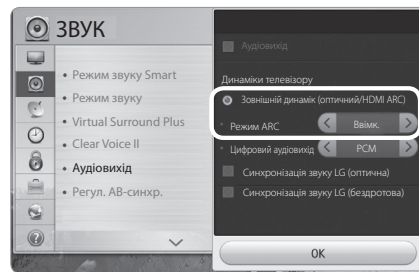 ЗВУК
• Режим звуку Smart
• Режим звуку
• Virtual Surround Plus
• Clear Voice II
• Аудіовихід
• Регул. АВ-синхр.
Аудіовихід
Динаміки телевізору
Зовнішній динамік (оптичний/HDMI ARC)
• Режим ARC < Ввімк. >
• Цифровий аудіовихід < PCM >
Синхронізація звуку LG (оптична)
Синхронізація звуку LG (бездротова)
OK